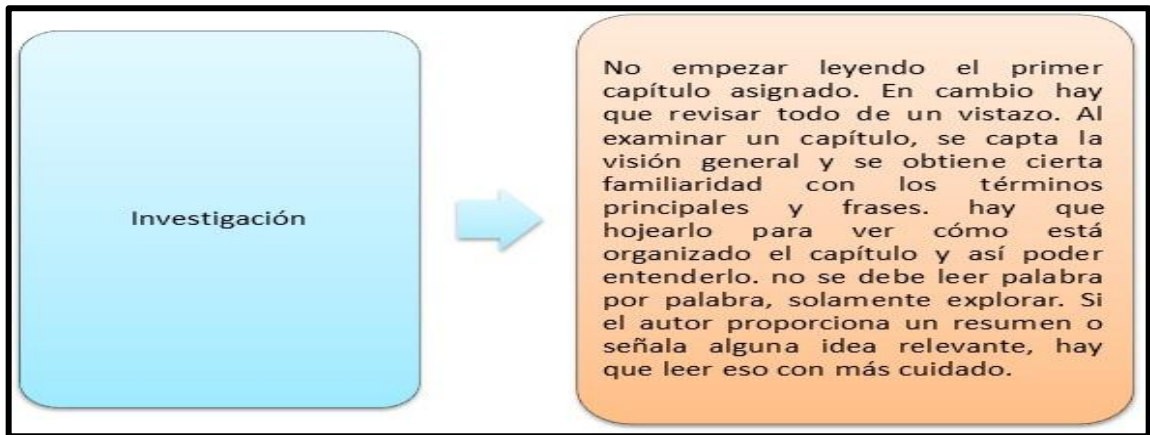 Investigación
No empezar leyendo el primer
capítulo asignado. En cambio hay
que revisar todo de un vistazo. Al
examinar un capítulo, se capta la
visión general y se obtiene cierta
familiaridad con los términos
principales y frases. hay que
hojearlo para ver cómo está
organizado el capítulo y así poder
entenderlo. no se debe leer palabra
por palabra, solamente explorar. Si
el autor proporciona un resumen o
señala alguna idea relevante, hay
que leer eso con más cuidado.